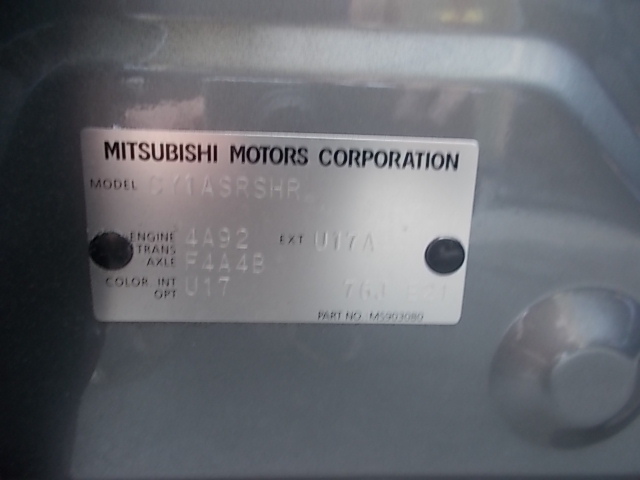 MITSUBISHI MOTORS CORPORATION
MODEL CY1ASRSHR
ENGINE 4A92 EXT U17A
TRANS AXLE F4A4B
COLOR. INT OPT U17 76J
PART NO : MS903080